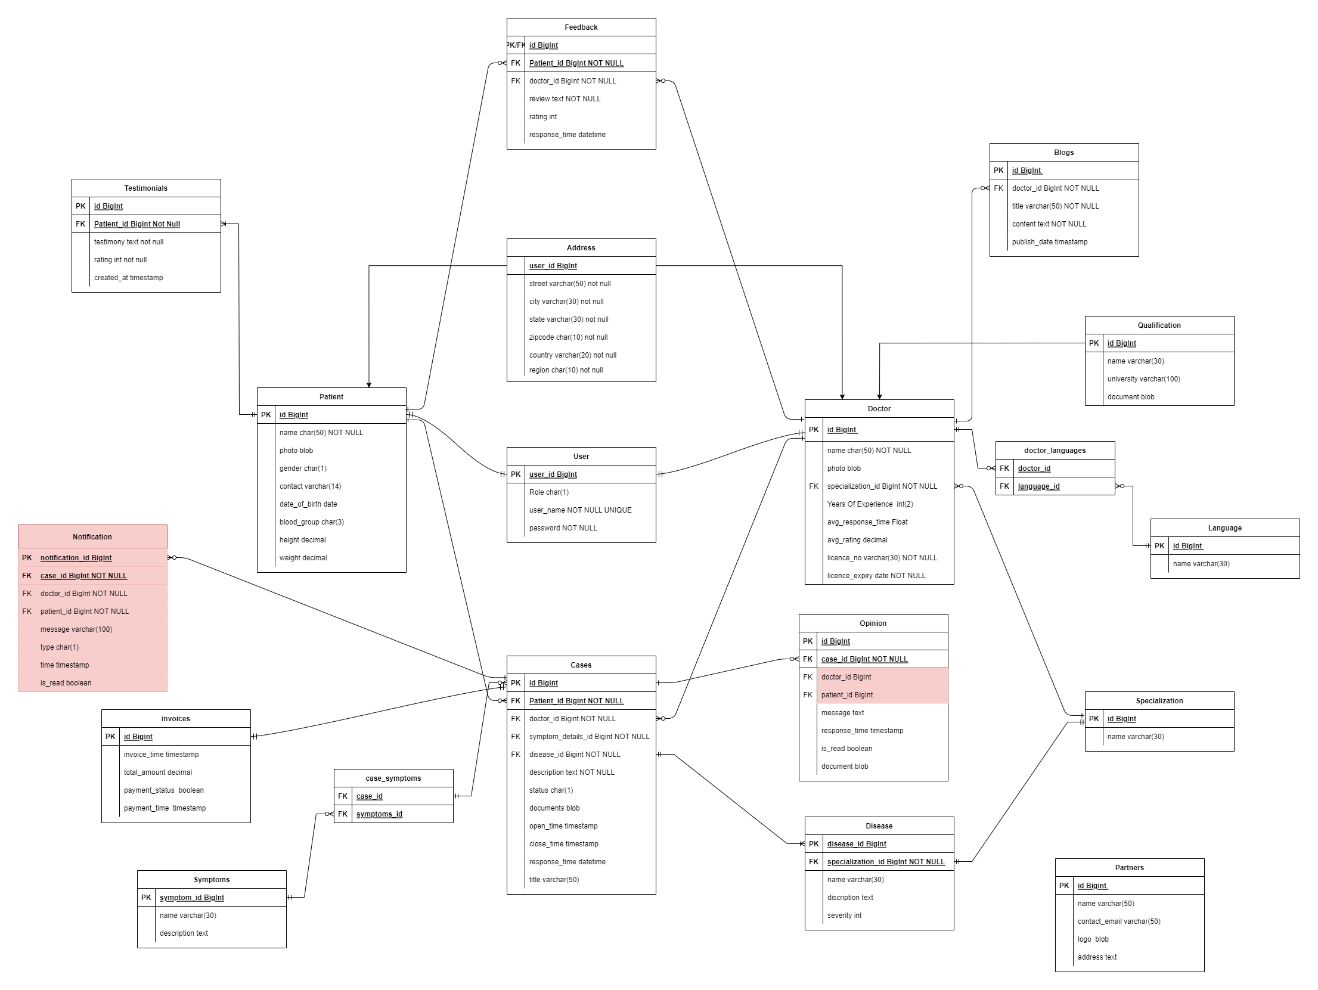 Feedback
PK/FK id BigInt
FK Patient_id BigInt NOT NULL
FK doctor_id BigInt NOT NULL
review text NOT NULL
rating int
response_time datetime
Blogs
PK id BigInt
FK doctor_id BigInt NOT NULL
title varchar(50) NOT NULL
content text NOT NULL
publish_date timestamp
Testimonials
PK id BigInt
FK Patient_id BigInt Not Null
testimony text not null
rating int not null
created_at timestamp
Address
user_id BigInt
street varchar(50) not null
city varchar(30) not null
state varchar(30) not null
zipcode char(10) not null
country varchar(20) not null
region char(10) not null
Qualification
PK id BigInt
name varchar(30)
university varchar(100)
document blob
Patient
PK id BigInt
name char(50) NOT NULL
photo blob
gender char(1)
contact varchar(14)
date_of_birth date
blood_group char(3)
height decimal
weight decimal
Doctor
PK id BigInt
name char(50) NOT NULL
photo blob
FK specialization_id BigInt NOT NULL
Years Of Experience int(2)
avg_response_time Float
avg_rating decimal
licence_no varchar(30) NOT NULL
licence_expiry date NOT NULL
User
PK user_id BigInt
Role char(1)
user_name NOT NULL UNIQUE
password NOT NULL
doctor_languages
FK doctor_id
FK language_id
Language
PK id BigInt
name varchar(30)
Notification
PK notification_id BigInt
FK case_id BigInt NOT NULL
FK doctor_id BigInt NOT NULL
FK patient_id BigInt NOT NULL
message varchar(100)
type char(1)
time timestamp
is_read boolean
Opinion
PK id BigInt
FK case_id BigInt NOT NULL
FK doctor_id BigInt
FK patient_id BigInt
message text
response_time timestamp
is_read boolean
document blob
Cases
PK id BigInt
FK Patient_id BigInt NOT NULL
FK doctor_id BigInt NOT NULL
FK symptom_details_id BigInt NOT NULL
FK disease_id Bigint NOT NULL
description text NOT NULL
status char(1)
documents blob
open_time timestamp
close_time timestamp
response_time datetime
title varchar(50)
Specialization
PK id BigInt
name varchar(30)
invoices
PK id Bigint
invoice_time timestamp
total_amount decimal
payment_status boolean
payment_time timestamp
case_symptoms
FK case_id
FK symptoms_id
Disease
PK disease_id BigInt
FK specialization_id BigInt NOT NULL
name varchar(30)
discription text
severity int
Symptoms
PK symptom_id BigInt
name varchar(30)
description text
Partners
PK id Bigint
name varchar(50)
contact_email varchar(50)
logo blob
address text